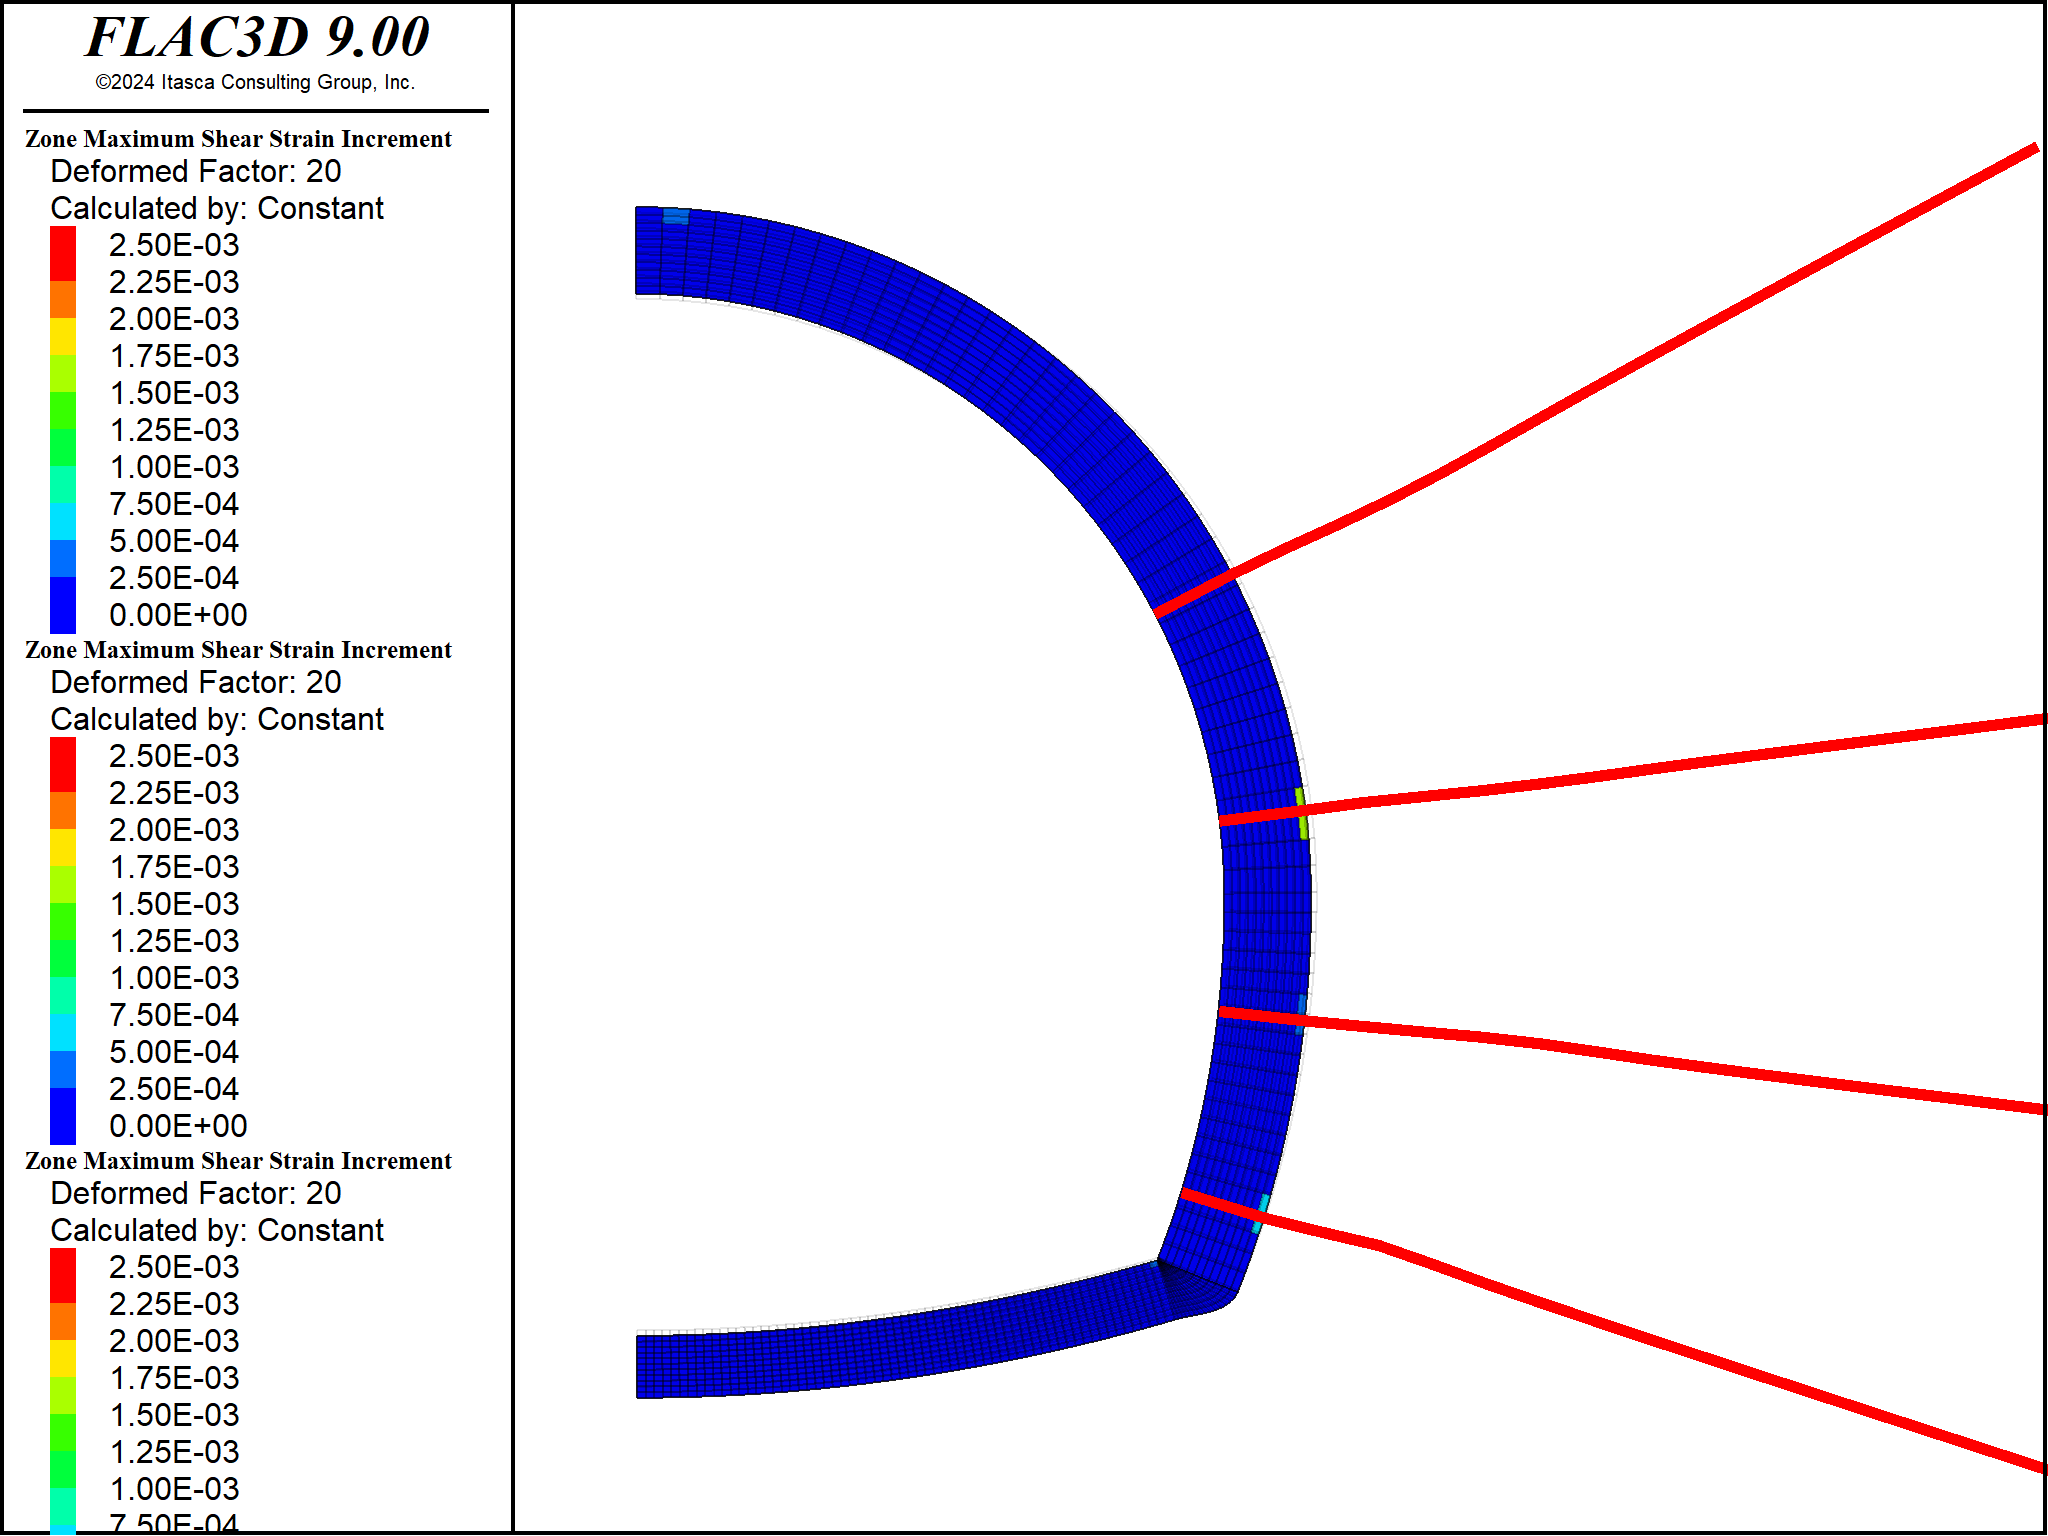 FLAC3D 9.00
©2024 Itasca Consulting Group, Inc.
Zone Maximum Shear Strain Increment
Deformed Factor: 20
Calculated by: Constant
2.50E-03
2.25E-03
2.00E-03
1.75E-03
1.50E-03
1.25E-03
1.00E-03
7.50E-04
5.00E-04
2.50E-04
0.00E+00
Zone Maximum Shear Strain Increment
Deformed Factor: 20
Calculated by: Constant
2.50E-03
2.25E-03
2.00E-03
1.75E-03
1.50E-03
1.25E-03
1.00E-03
7.50E-04
5.00E-04
2.50E-04
0.00E+00
Zone Maximum Shear Strain Increment
Deformed Factor: 20
Calculated by: Constant
2.50E-03
2.25E-03
2.00E-03
1.75E-03
1.50E-03
1.25E-03
1.00E-03
7.50E-04